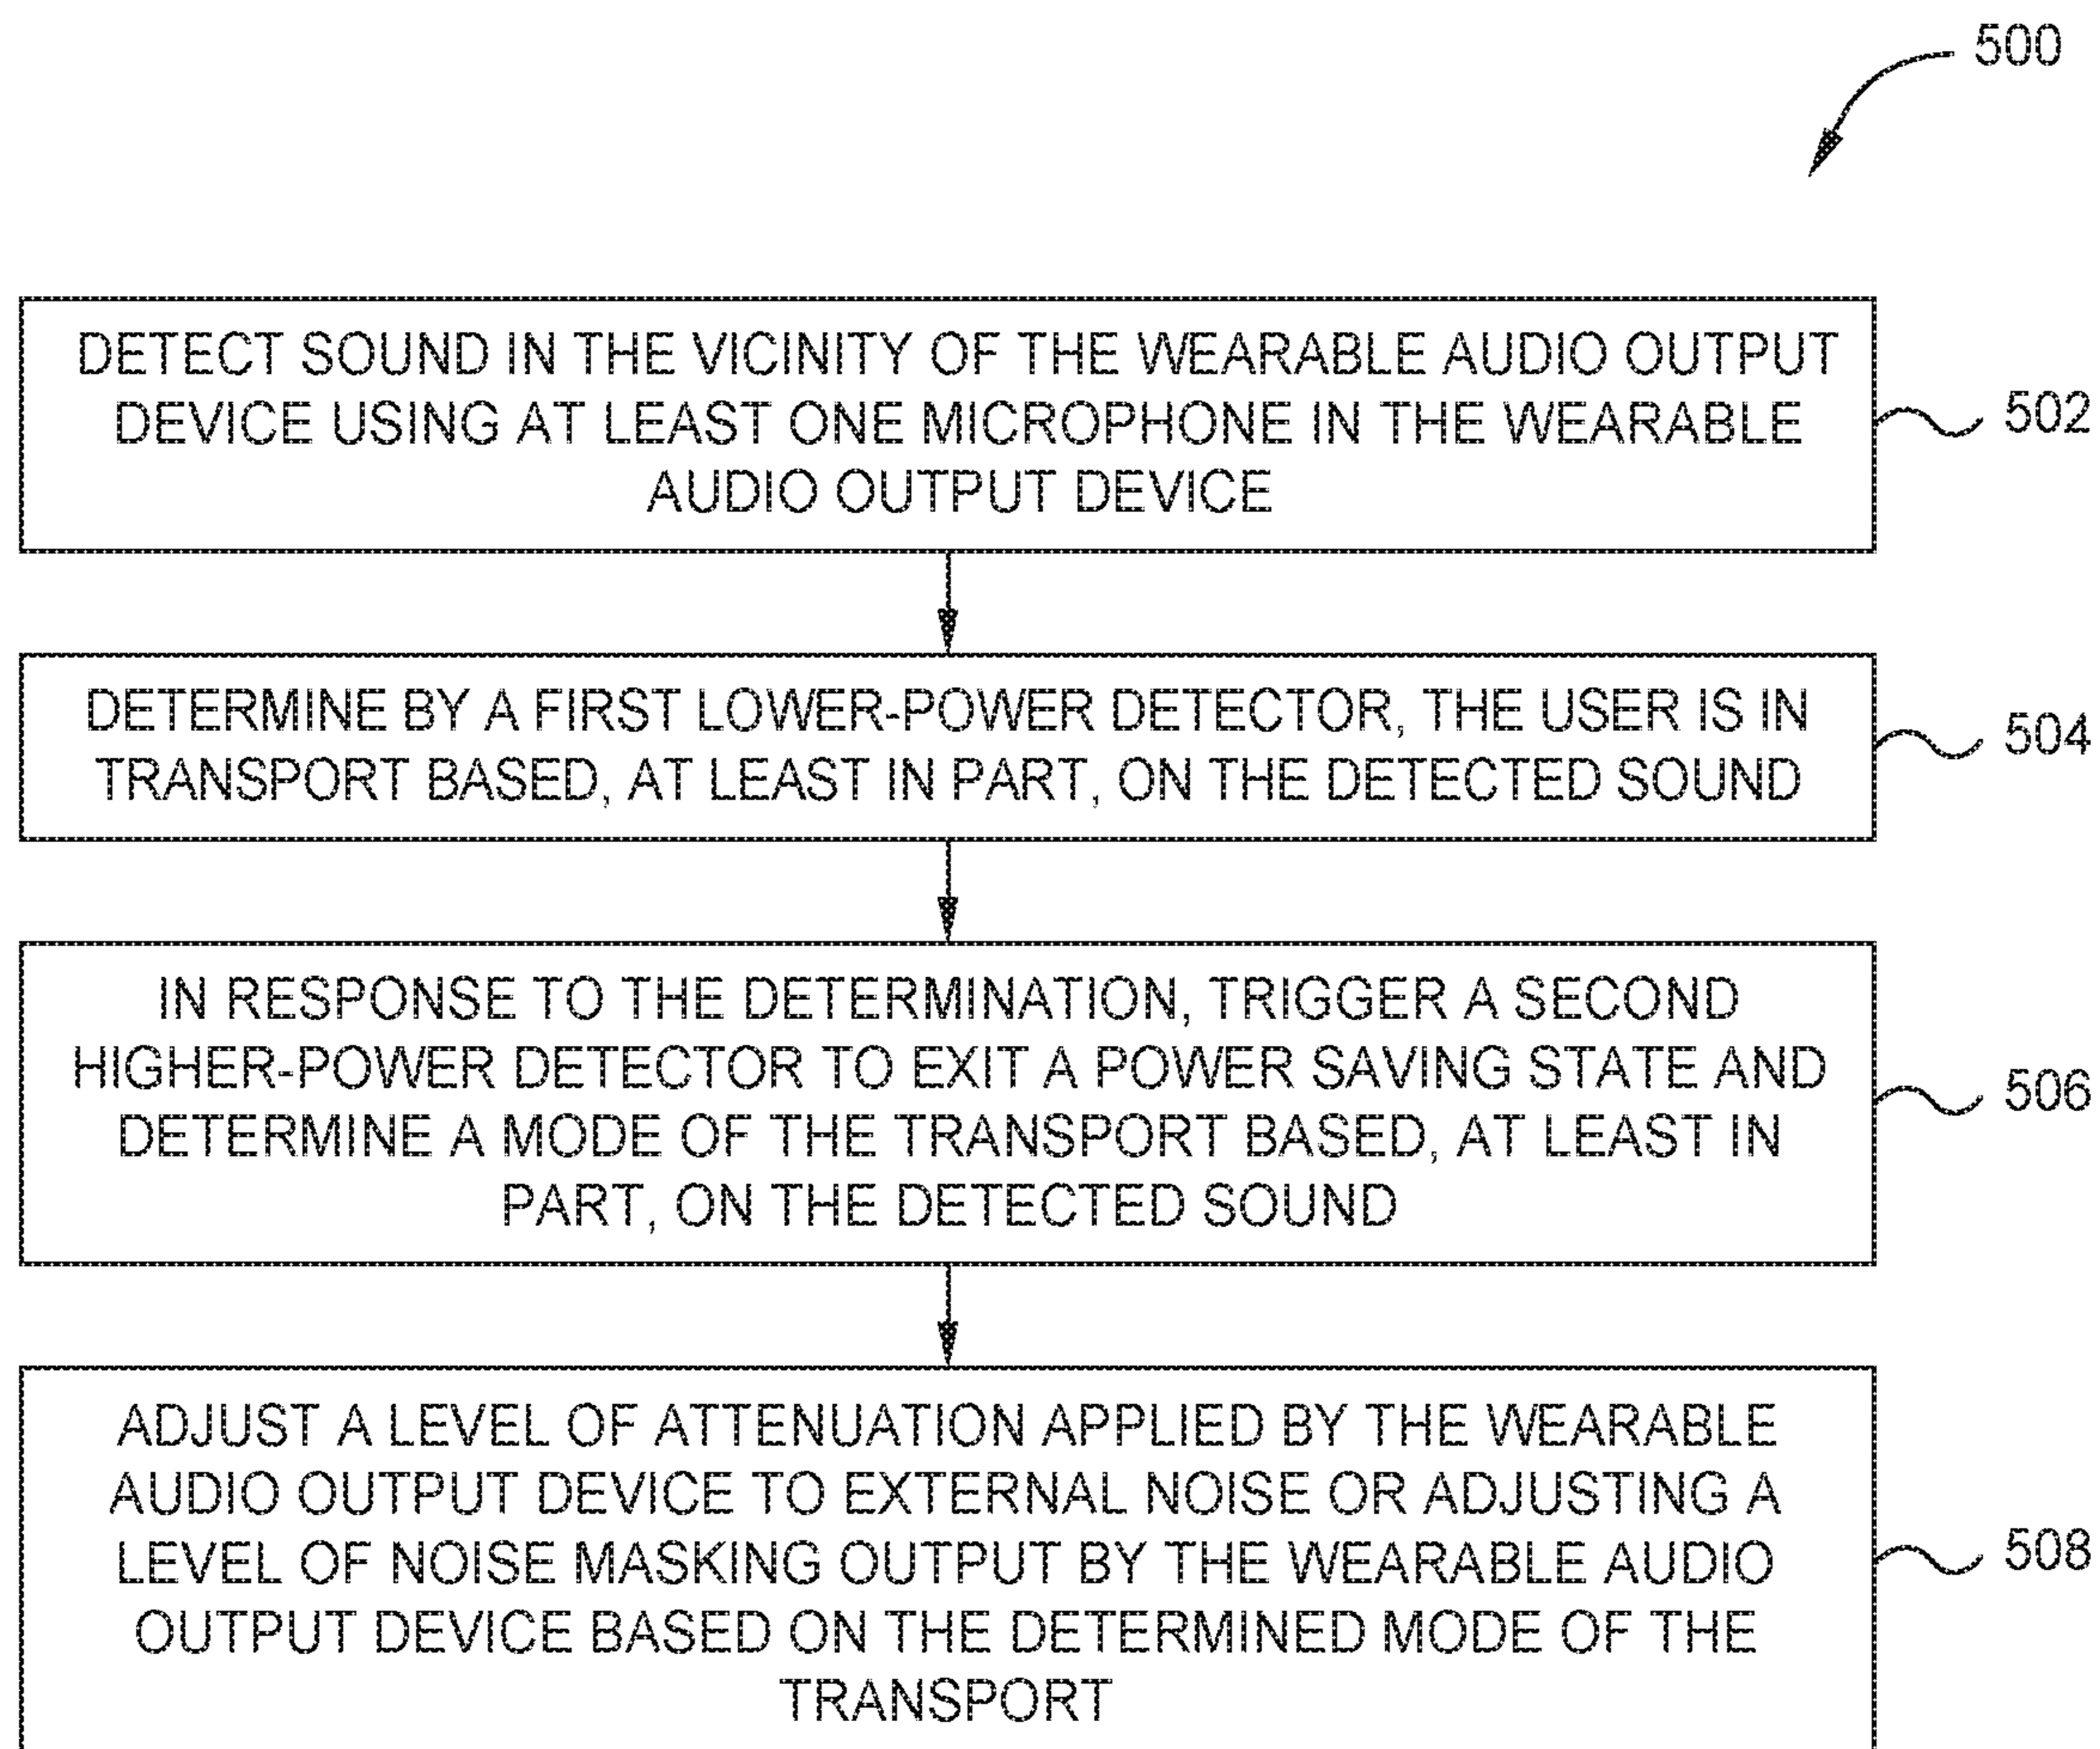 500
DETECT SOUND IN THE VICINITY OF THE WEARABLE AUDIO OUTPUT
DEVICE USING AT LEAST ONE MICROPHONE IN THE WEARABLE
AUDIO OUTPUT DEVICE
502
DETERMINE BY A FIRST LOWER-POWER DETECTOR, THE USER IS IN
TRANSPORT BASED, AT LEAST IN PART, ON THE DETECTED SOUND
504
IN RESPONSE TO THE DETERMINATION, TRIGGER A SECOND
HIGHER-POWER DETECTOR TO EXIT A POWER SAVING STATE AND
DETERMINE A MODE OF THE TRANSPORT BASED, AT LEAST IN
PART, ON THE DETECTED SOUND
506
ADJUST A LEVEL OF ATTENUATION APPLIED BY THE WEARABLE
AUDIO OUTPUT DEVICE TO EXTERNAL NOISE OR ADJUSTING A
LEVEL OF NOISE MASKING OUTPUT BY THE WEARABLE AUDIO
OUTPUT DEVICE BASED ON THE DETERMINED MODE OF THE
TRANSPORT
508